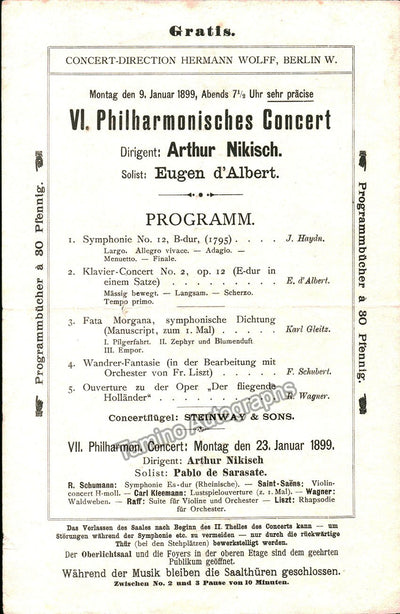 Gratis.
CONCERT-DIRECTION HERMANN WOLFF, BERLIN W.
Montag den 9. Januar 1899, Abends 7½ Uhr sehr präcise
VI. Philharmonisches Concert
Dirigent: Arthur Nikisch.
Solist: Eugen d'Albert.
PROGRAMM.
1. Symphonie No. 12, B-dur, (1795) . . . . J. Haydn.
Largo. Allegro vivace. — Adagio. —
Menuetto. — Finale.
2. Klavier-Concert No. 2, op. 12 (E-dur in
einem Satze) . . . . . . . . E. d'Albert.
Mässig bewegt. — Langsam. — Scherzo.
Tempo primo.
3. Fata Morgana, symphonische Dichtung
(Manuscript, zum 1. Mal) . . . . Karl Gleitz.
I. Pilgerfahrt. II. Zephyr und Blumenduft
III. Empor.
4. Wandrer-Fantasie (in der Bearbeitung mit
Orchester von Fr. Liszt) . . . . F. Schubert.
5. Ouverture zu der Oper „Der fliegende
Holländer“ . . . . . . . . R. Wagner.
Concertflügel: STEINWAY & SONS.
VII. Philharmon. Concert: Montag den 23. Januar 1899.
Dirigent: Arthur Nikisch
Solist: Pablo de Sarasate.
R. Schumann: Symphonie Es-dur (Rheinische). — Saint-Saëns: Violin-
concert H-moll. — Carl Kleemann: Lustspielouverture (z. 1. Mal). — Wagner:
Waldweben. — Raff: Suite für Violine und Orchester. — Liszt: Rhapsodie
für Orchester.
Das Verlassen des Saales nach Beginn des II. Theiles des Concerts kann — um
Störungen während der Symphonie etc. zu vermeiden — nur durch die rückwärtige
Thür (bei den Stehplätzen) bewerkstelligt werden.
Der Oberlichtsaal und die Foyers in der oberen Etage sind dem geehrten
Publikum geöffnet.
Während der Musik bleiben die Saalthüren geschlossen.
Zwischen No. 2 und 3 Pause von 10 Minuten.
Programmbücher à 30 Pfennig.
Programmbücher à 30 Pfennig.
Tamino Autographs